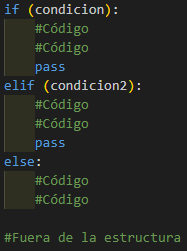 if (condicion):
    #Código
    #Código
    pass
elif (condicion2):
    #Código
    #Código
    pass
else:
    #Código
    #Código

#Fuera de la estructura